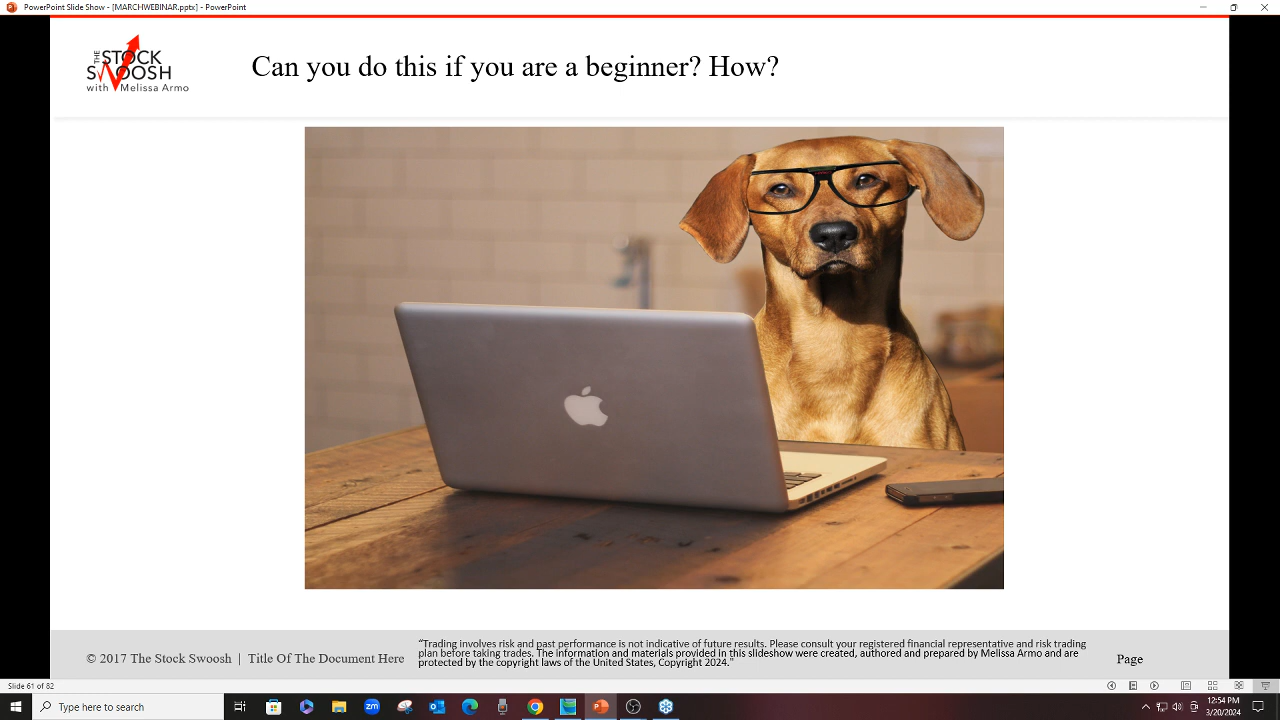 PowerPoint Slide Show - [MARCHWEBINAR.pptx] - PowerPoint
THE
STOCK
SWOOSH
with Melissa Armo
Can you do this if you are a beginner? How?
© 2017 The Stock Swoosh | Title Of The Document Here
"Trading involves risk and past performance is not indicative of future results. Please consult your registered financial representative and risk trading
plan before taking trades. The information and materials provided in this slideshow were created, authored and prepared by Melissa Armo and are
protected by the copyright laws of the United States, Copyright 2024."
Page
Slide 61 of 82
Type here to search
zm
12:54 PM
3/20/2024